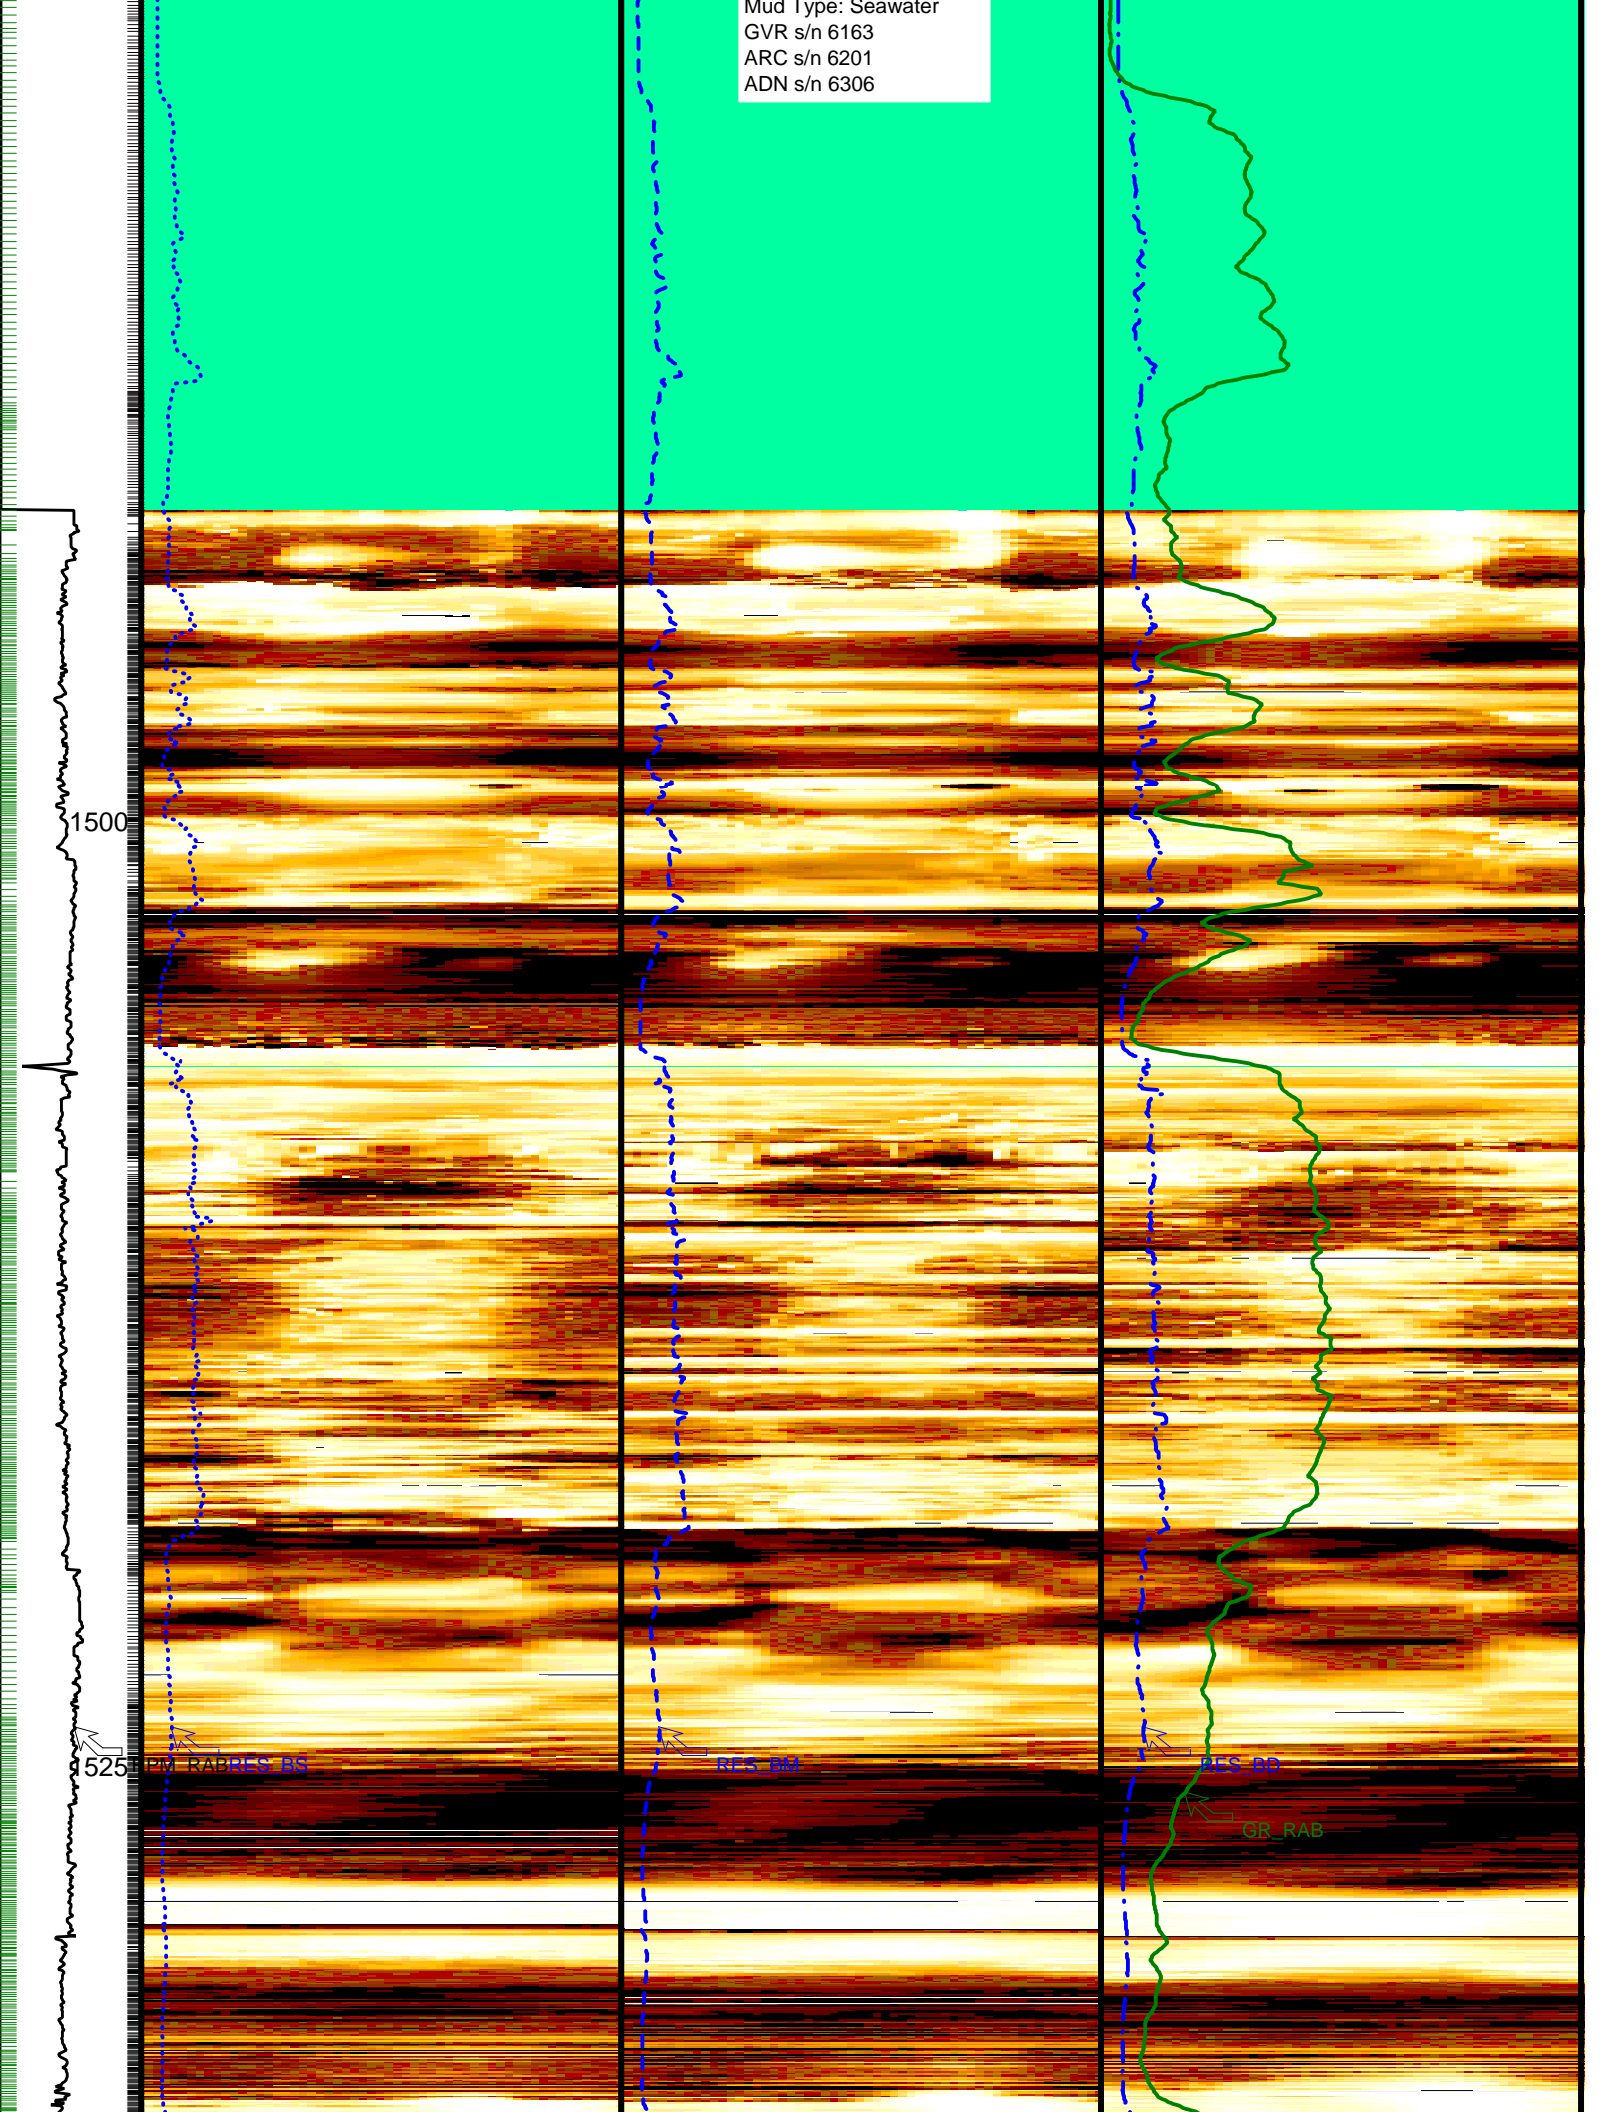 Mud Type: Seawater
GVR s/n 6163
ARC s/n 6201
ADN s/n 6306
1500
1525 RPM_RAB RES_BS RES_BM RES_BD
GR_RAB